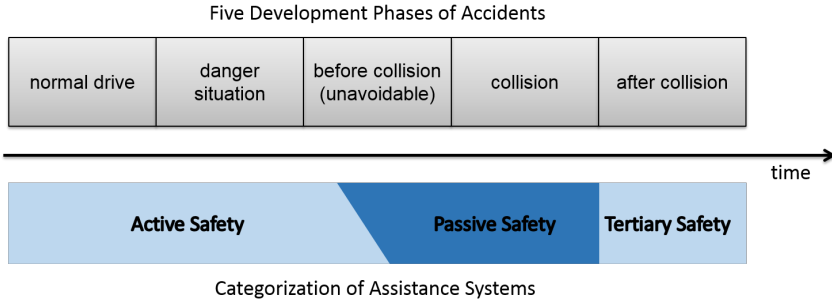 Five Development Phases of Accidents
normal drive
danger
situation
before collision
(unavoidable)
collision
after collision
time
Active Safety
Passive Safety
Tertiary Safety
Categorization of Assistance Systems